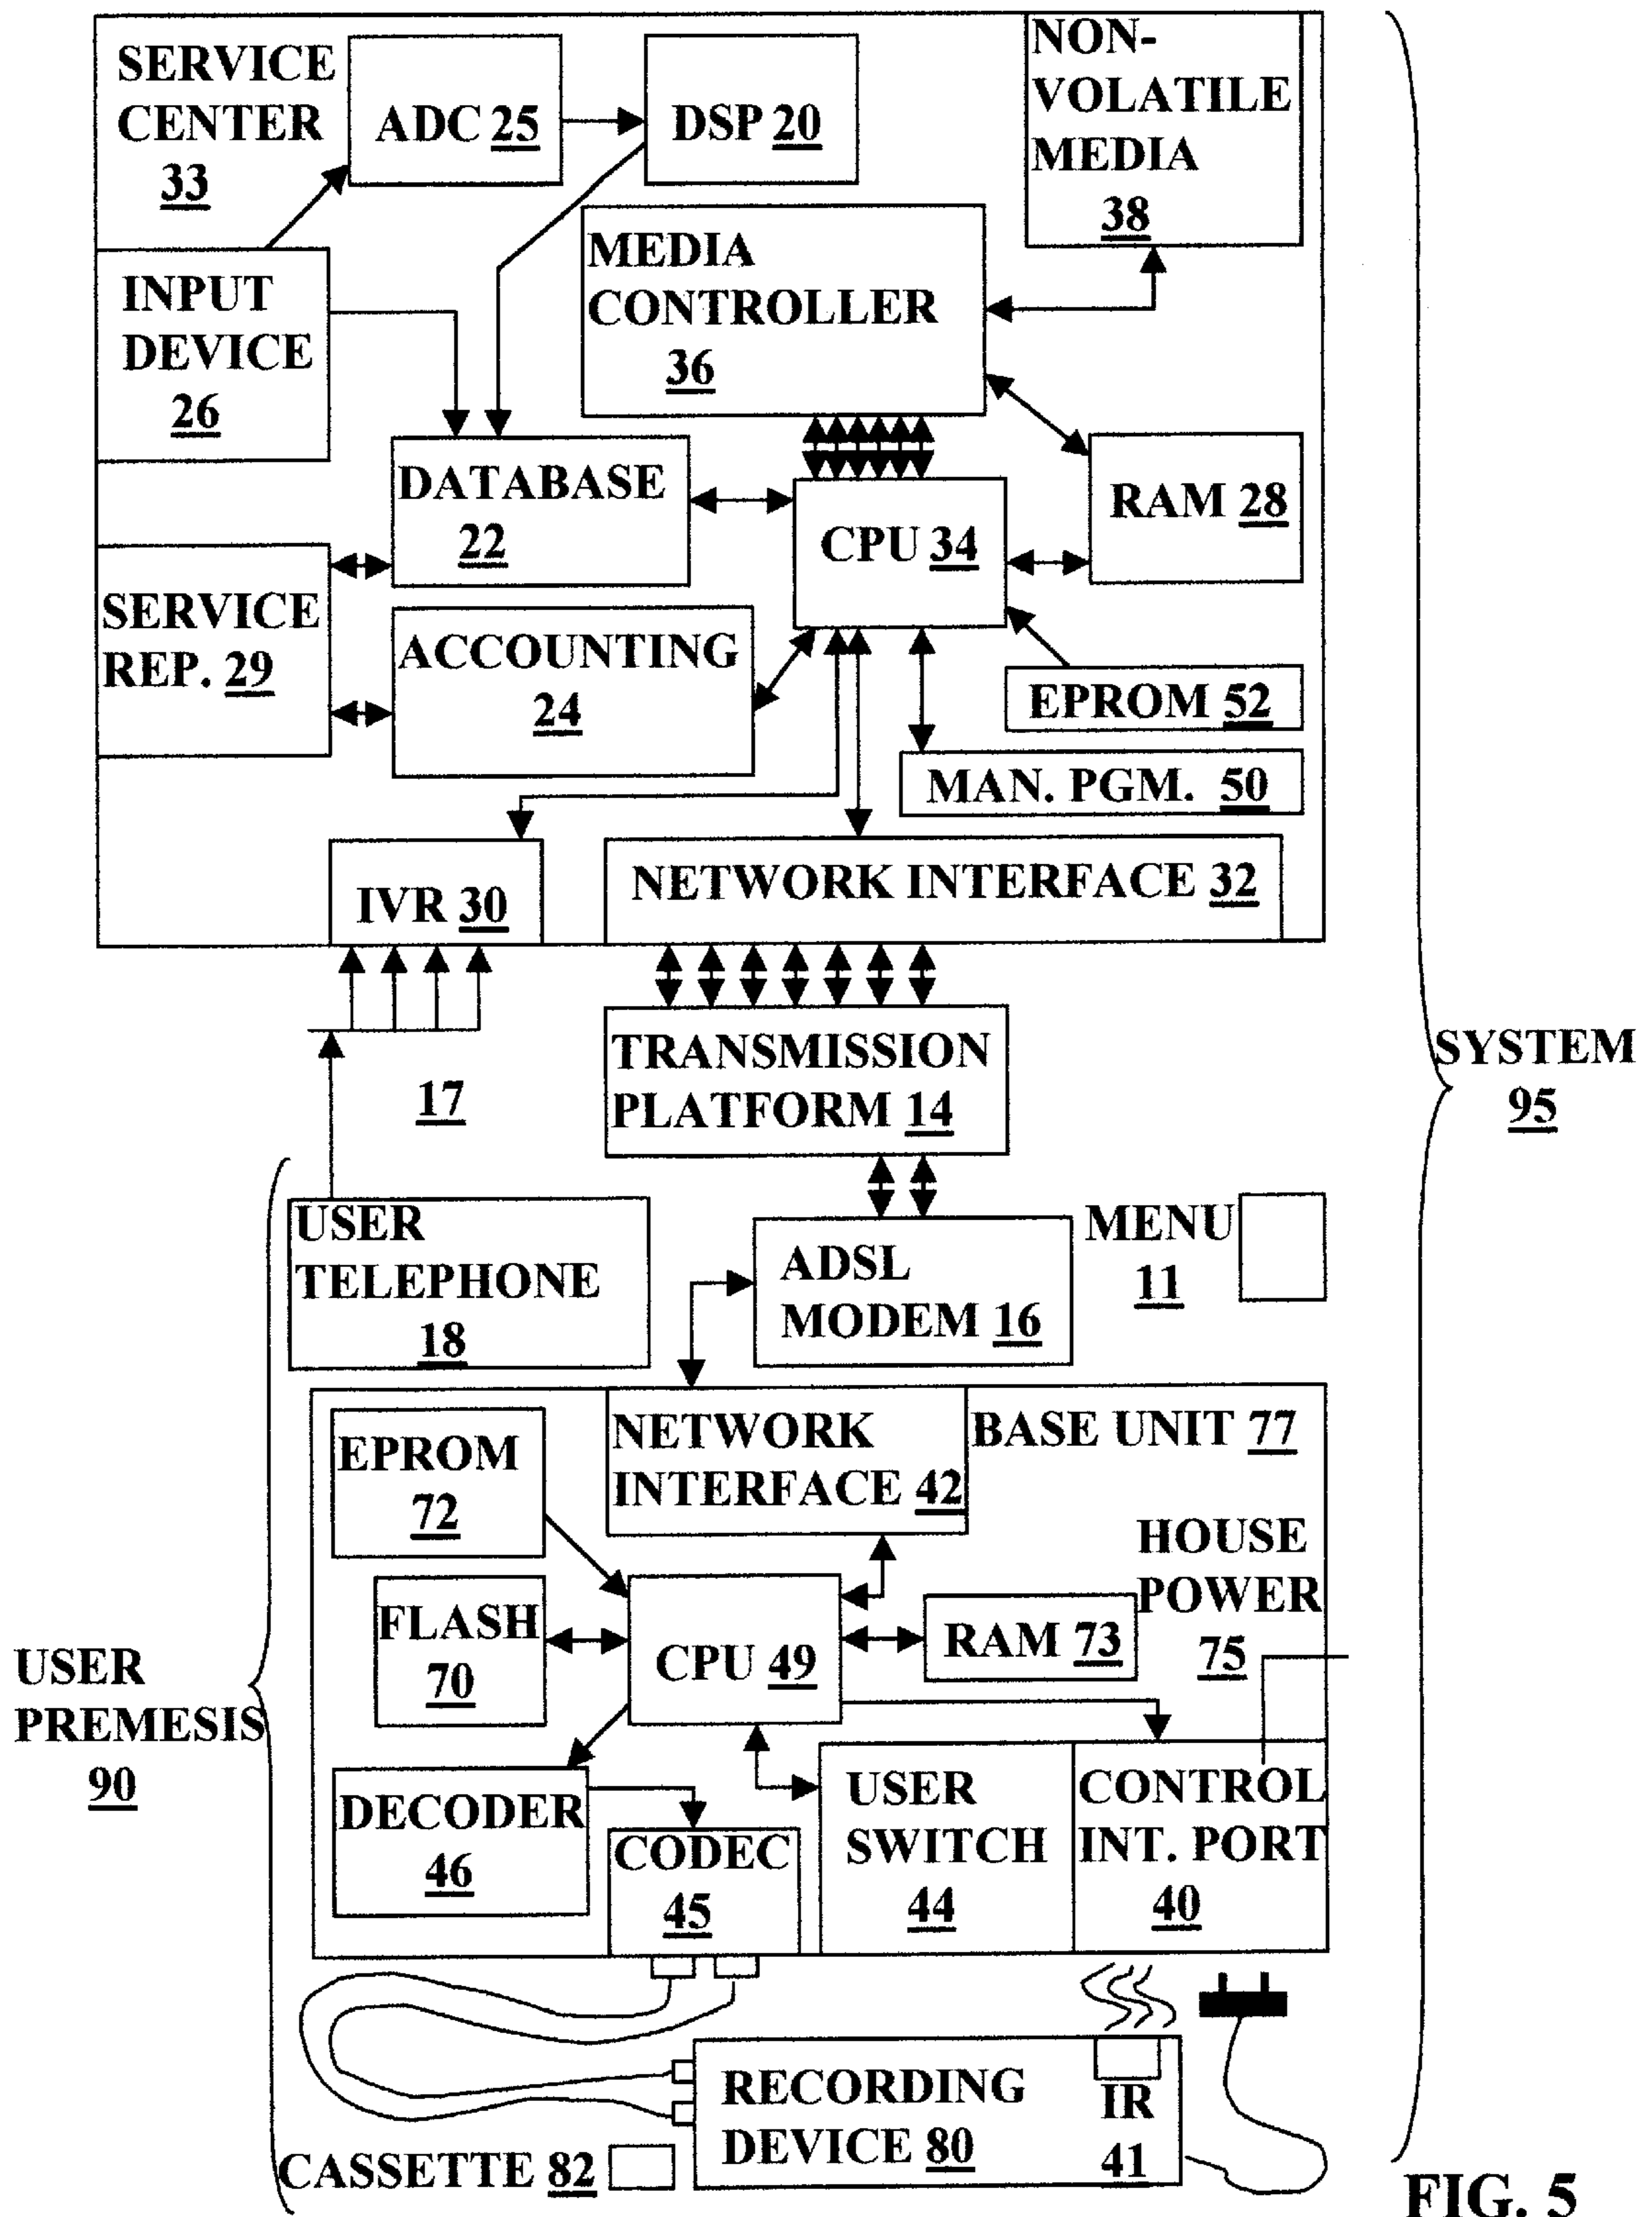 SERVICE
CENTER
33
ADC 25
DSP 20
NON-
VOLATILE
MEDIA
38
INPUT
DEVICE
26
MEDIA
CONTROLLER
36
DATABASE
22
CPU 34
RAM 28
SERVICE
REP. 29
ACCOUNTING
24
EPROM 52
MAN. PGM. 50
IVR 30
NETWORK INTERFACE 32
17
TRANSMISSION
PLATFORM 14
SYSTEM
95
USER
TELEPHONE
18
ADSL
MODEM 16
MENU
11
EPROM
72
NETWORK
INTERFACE 42
BASE UNIT 77
HOUSE
POWER
75
FLASH
70
CPU 49
RAM 73
USER
PREMESIS
90
DECODER
46
CODEC
45
USER
SWITCH
44
CONTROL
INT. PORT
40
RECORDING
DEVICE 80
IR
41
CASSETTE 82
FIG. 5